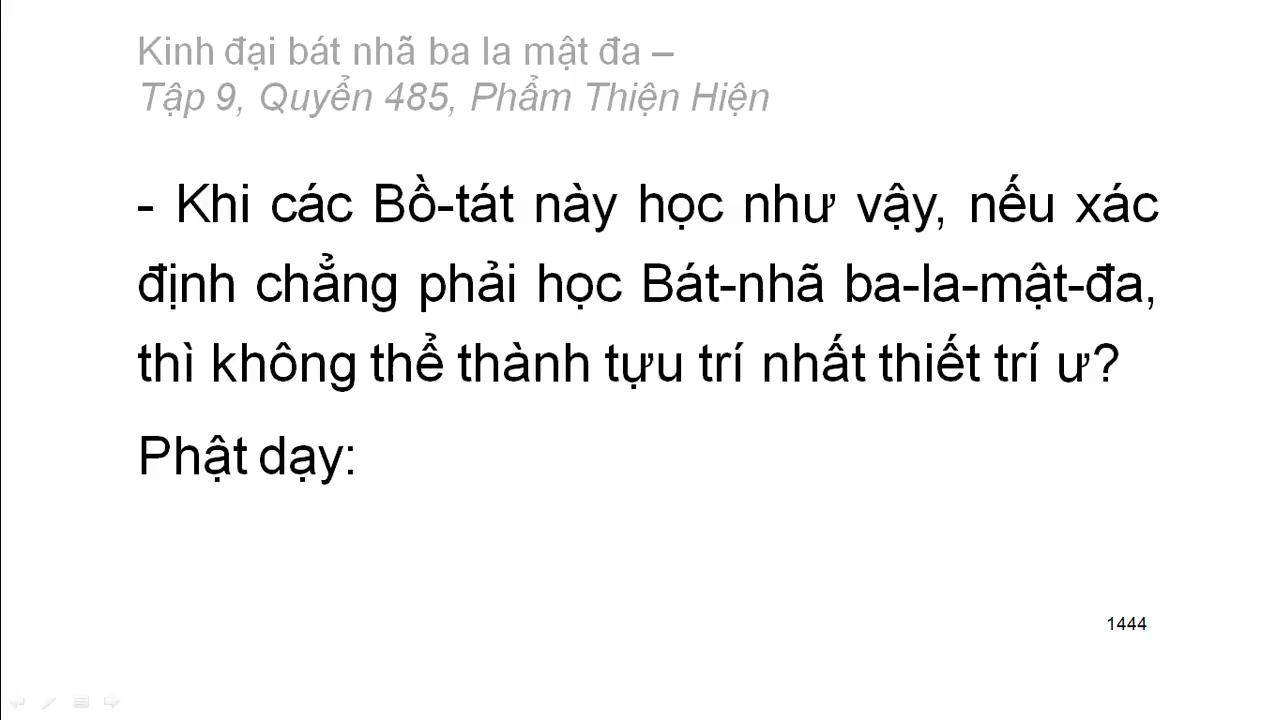 Kinh đại bát nhã ba la mật đa –
Tập 9, Quyển 485, Phẩm Thiện Hiện
- Khi các Bồ-tát này học như vậy, nếu xác
định chẳng phải học Bát-nhã ba-la-mật-đa,
thì không thể thành tựu trí nhất thiết trí ư?
Phật dạy:
1444